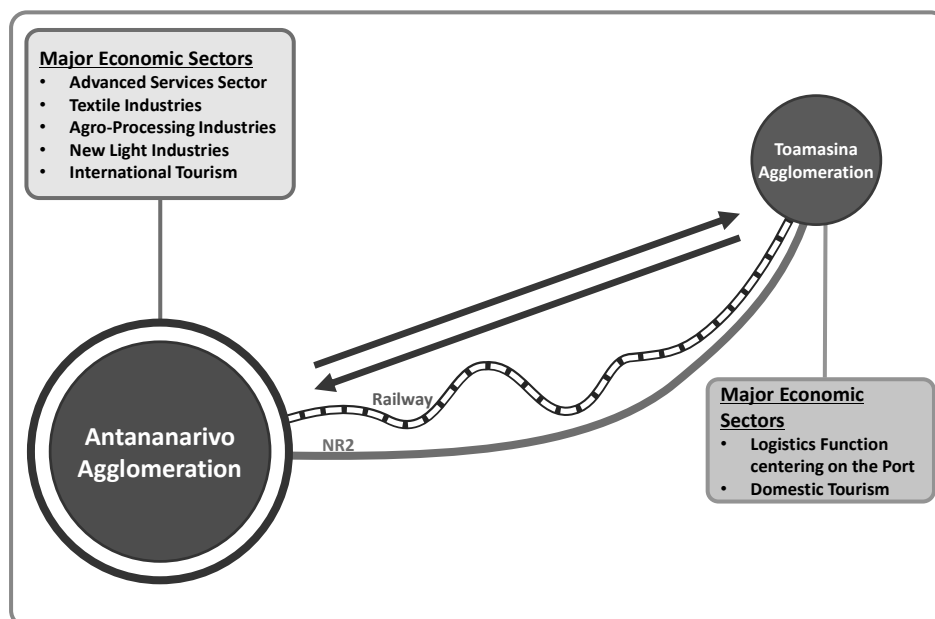 Major Economic Sectors
• Advanced Services Sector
• Textile Industries
• Agro-Processing Industries
• New Light Industries
• International Tourism
Toamasina
Agglomeration
Railway
NR2
Antananarivo
Agglomeration
Major Economic
Sectors
• Logistics Function
centering on the Port
• Domestic Tourism